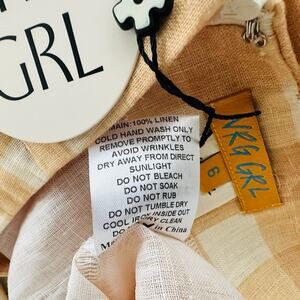 GRL
MAIN:100% LINEN
COLD HAND WASH ONLY
REMOVE PROMPTLY TO
AVOID WRINKLES
DRY AWAY FROM DIRECT
SUNLIGHT
DO NOT BLEACH
DO NOT SOAK
DO NOT RUB
DO NOT TUMBLE DRY
COOL IRON INSIDE OUT
DRY CLEAN
in China
NRG GRL
6